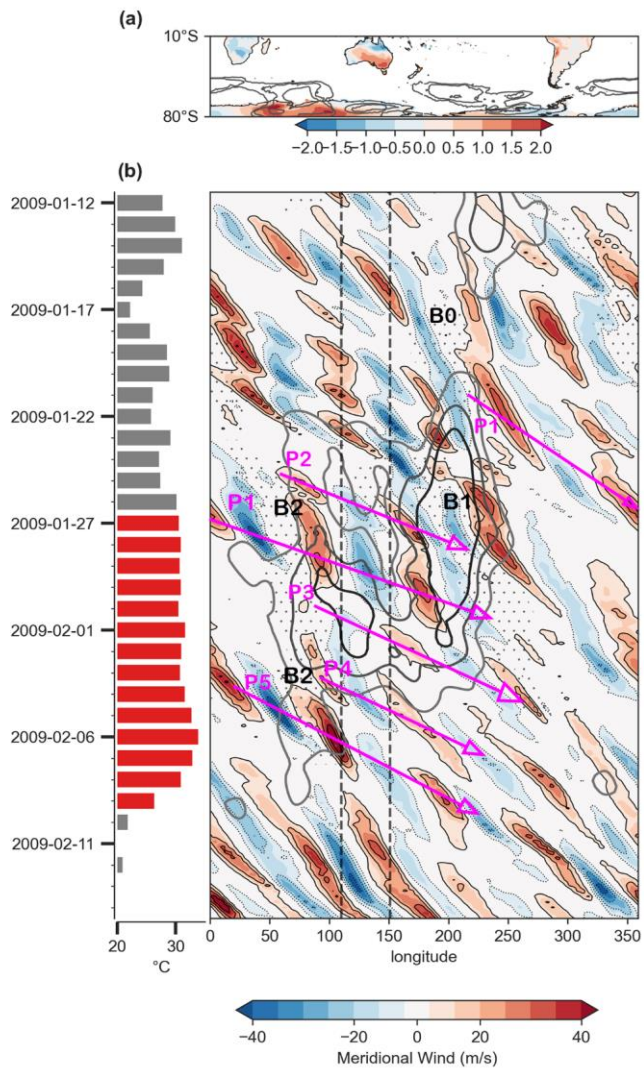 (a)
10°S
80°S
−2.0−1.5−1.0−0.5 0.0 0.5 1.0 1.5 2.0
(b)
2009-01-12
2009-01-17
2009-01-22
2009-01-27
2009-02-01
2009-02-06
2009-02-11
B0
P1
P2
P1
B2
B1
P3
B2
P4
P5
20 30
°C
0 50 100 150 200 250 300 350
longitude
−40 −20 0 20 40
Meridional Wind (m/s)